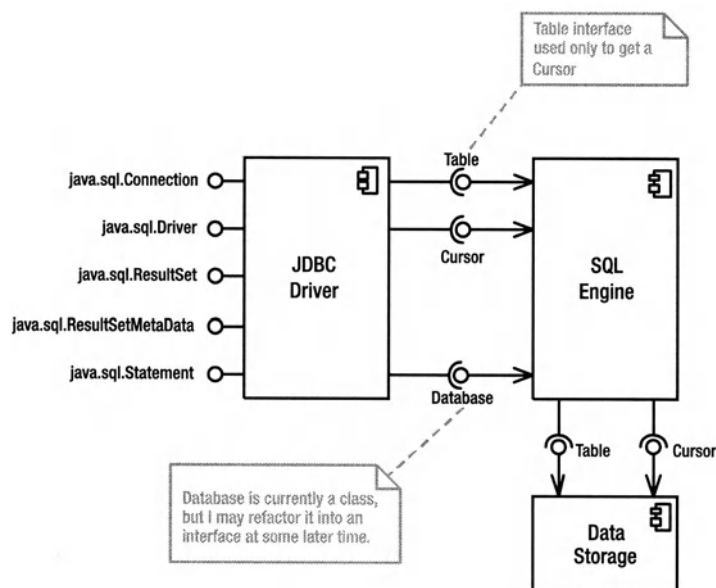 Table interface
used only to get a
Cursor
java.sql.Connection
java.sql.Driver
java.sql.ResultSet
java.sql.ResultSetMetaData
java.sql.Statement
JDBC
Driver
Table
Cursor
Database
SQL
Engine
Table
Cursor
Database is currently a class,
but I may refactor it into an
interface at some later time.
Data
Storage